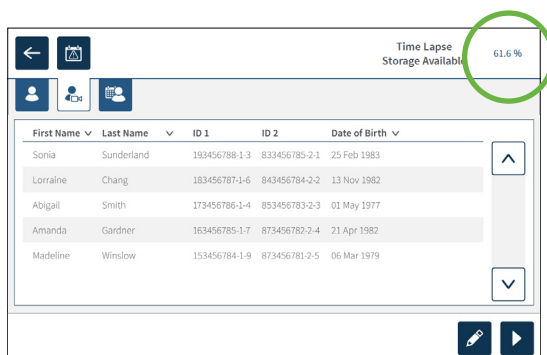 Time Lapse
Storage Available 61.6 %
First Name Last Name ID 1 ID 2 Date of Birth
Sonia Sunderland 193456788-1-3 833456785-2-1 25 Feb 1983
Lorraine Chang 183456787-1-6 843456784-2-2 13 Nov 1982
Abigail Smith 173456786-1-4 853456783-2-3 01 May 1977
Amanda Gardner 163456785-1-7 873456782-2-4 21 Apr 1982
Madeline Winslow 153456784-1-9 873456781-2-5 06 Mar 1979